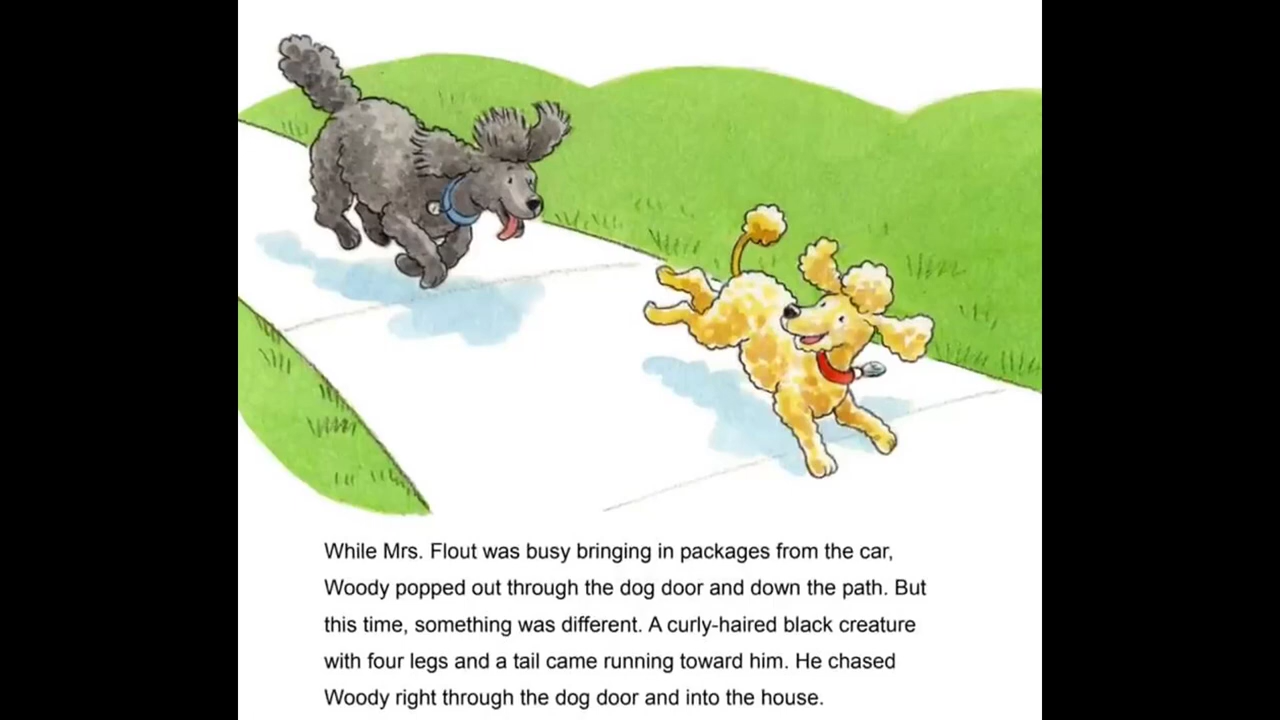 While Mrs. Flout was busy bringing in packages from the car,
Woody popped out through the dog door and down the path. But
this time, something was different. A curly-haired black creature
with four legs and a tail came running toward him. He chased
Woody right through the dog door and into the house.